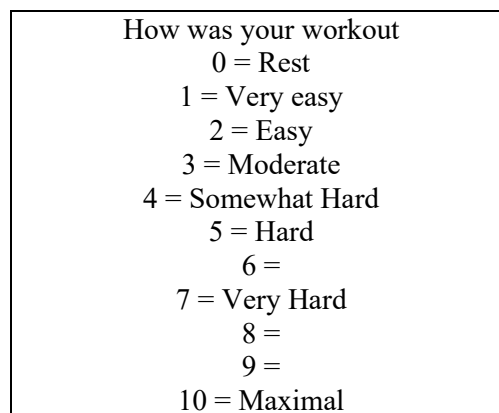 How was your workout
0 = Rest
1 = Very easy
2 = Easy
3 = Moderate
4 = Somewhat Hard
5 = Hard
6 =
7 = Very Hard
8 =
9 =
10 = Maximal